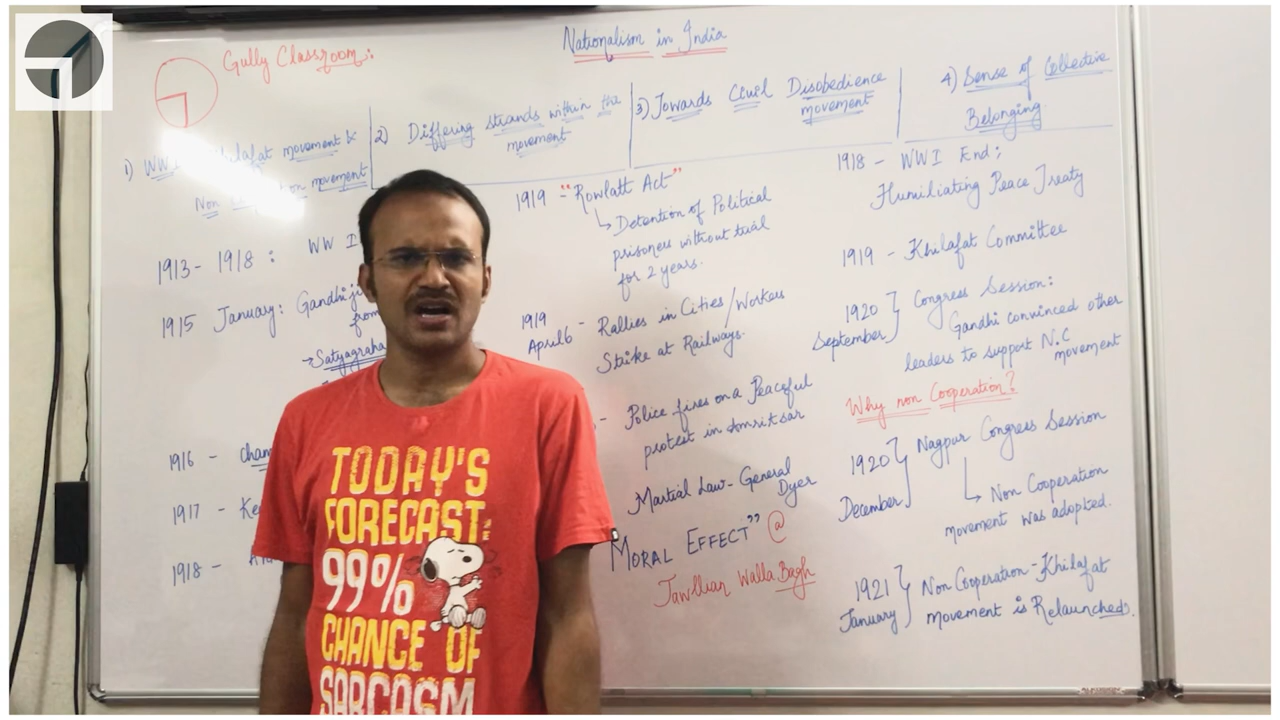 Gully Classroom:
Nationalism in India
1) WWI Khilafat movement &
Non movement
2) Differing strands within the
movement
3) Towards Civil Disobedience
movement
4) Sense of Collective
Belonging
1913 - 1918 : WW I
1915 January: Gandhiji
from
→ Satyagraha
1916 - cham
1917 - Ke
1918 -
1919 - "Rowlatt Act"
Detention of Political
prisoners without trial
for 2 years.
1919
April 6 - Rallies in Cities/Workers
Strike at Railways.
- Police fires on a Peaceful
protest in Amritsar
Martial Law - General
Dyer
MORAL EFFECT" @
Jawllian Walla Bagh
1918 - WWI End;
Humiliating Peace Treaty
1919 - Khilafat Committee
1920
September } Congress Session:
Gandhi convinced other
leaders to support N.C
movement
Why non Cooperation?
1920
December } Nagpur Congress Session
Non Cooperation
movement was adopted.
1921
January } Non Cooperation - Khilafat
movement is Relaunched.
TODAY'S
FORECAST:
99%
CHANCE OF
SARCASM